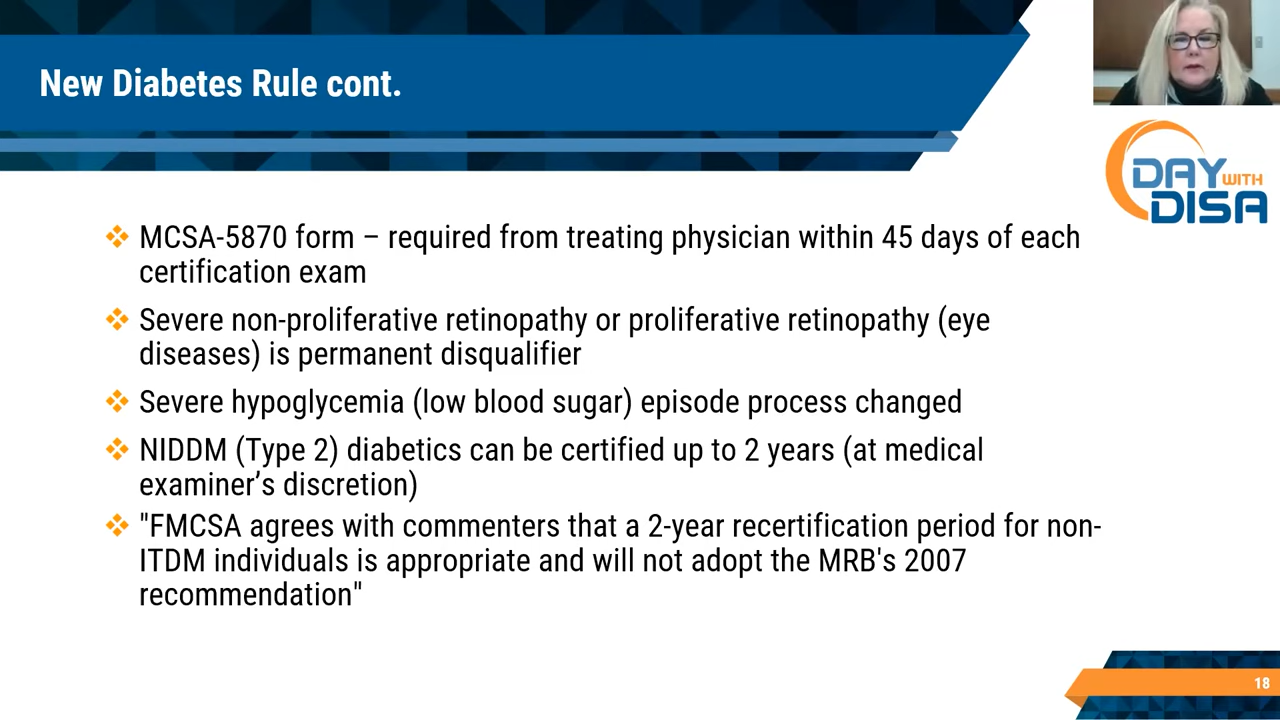 New Diabetes Rule cont.
DAY WITH
DISA
❖ MCSA-5870 form – required from treating physician within 45 days of each
certification exam
❖ Severe non-proliferative retinopathy or proliferative retinopathy (eye
diseases) is permanent disqualifier
❖ Severe hypoglycemia (low blood sugar) episode process changed
❖ NIDDM (Type 2) diabetics can be certified up to 2 years (at medical
examiner’s discretion)
❖ "FMCSA agrees with commenters that a 2-year recertification period for non-
ITDM individuals is appropriate and will not adopt the MRB's 2007
recommendation"
18